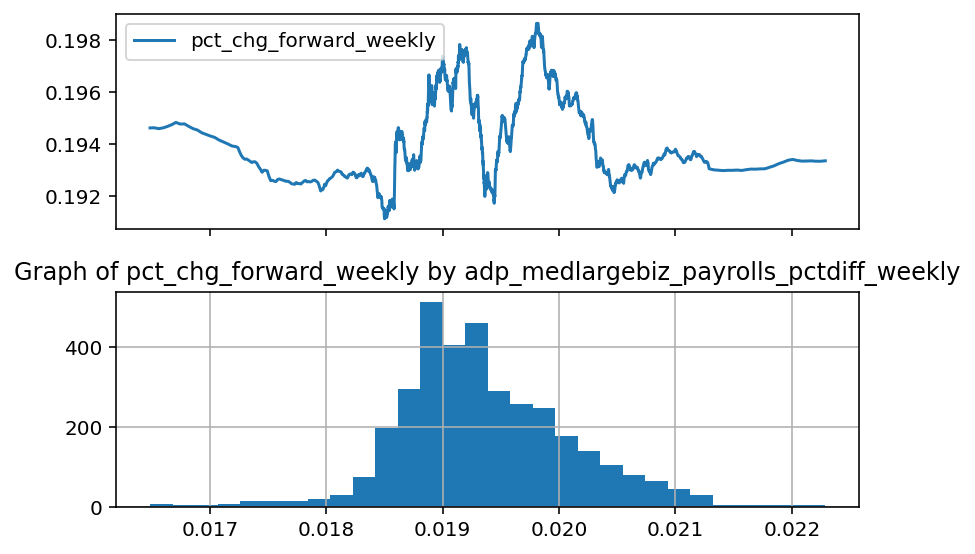 0.198
0.196
0.194
0.192
pct_chg_forward_weekly
Graph of pct_chg_forward_weekly by adp_medlargebiz_payrolls_pctdiff_weekly
400
200
0
0.017 0.018 0.019 0.020 0.021 0.022